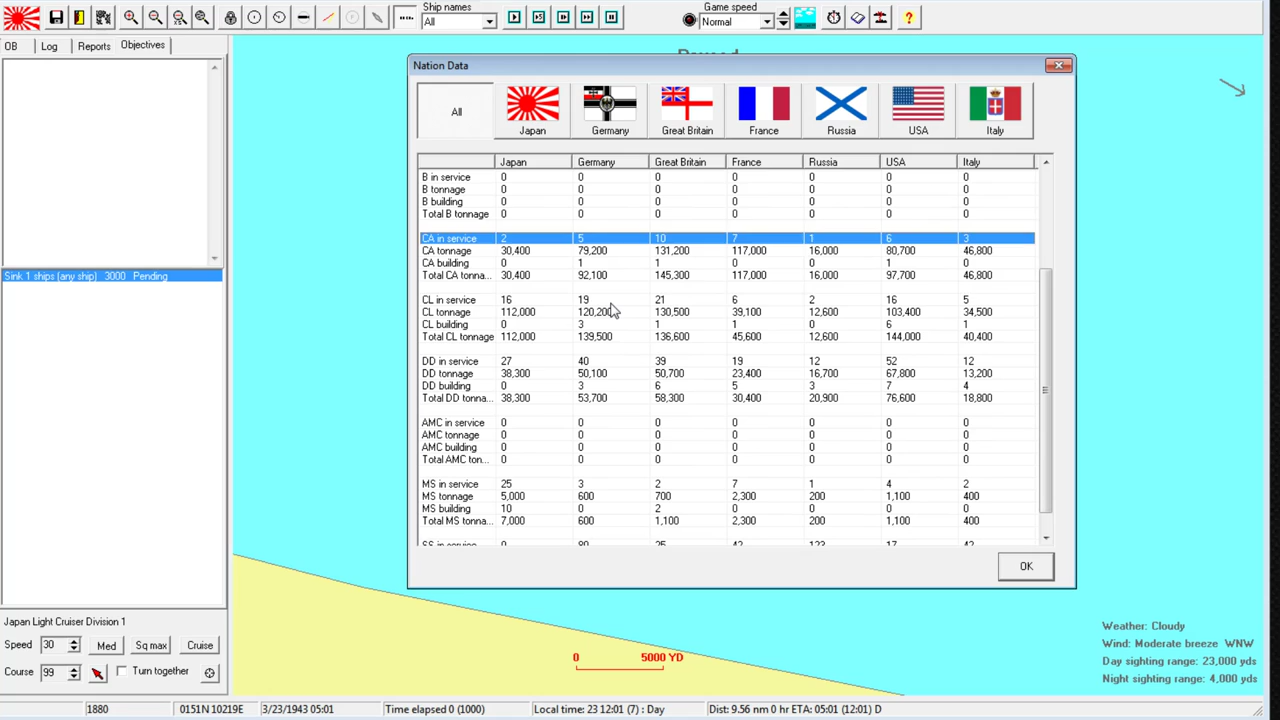 Ship names
All
Game speed
Normal
?
OB Log Reports Objectives
Nation Data
All Japan Germany Great Britain France Russia USA Italy
Japan Germany Great Britain France Russia USA Italy
B in service 0 0 0 0 0 0 0
B tonnage 0 0 0 0 0 0 0
B building 0 0 0 0 0 0 0
Total B tonnage 0 0 0 0 0 0 0
CA in service 2 5 10 7 1 6 3
CA tonnage 30,400 79,200 131,200 117,000 16,000 80,700 46,800
CA building 0 1 1 0 0 1 0
Total CA tonna... 30,400 92,100 145,300 117,000 16,000 97,700 46,800
CL in service 16 19 21 6 2 16 5
CL tonnage 112,000 120,200 130,500 39,100 12,600 103,400 34,500
CL building 0 3 1 1 0 6 1
Total CL tonnage 112,000 139,500 136,600 45,600 12,600 144,000 40,400
DD in service 27 40 39 19 12 52 12
DD tonnage 38,300 50,100 50,700 23,400 16,700 67,800 13,200
DD building 0 3 6 5 3 7 4
Total DD tonna... 38,300 53,700 58,300 30,400 20,900 76,600 18,800
AMC in service 0 0 0 0 0 0 0
AMC tonnage 0 0 0 0 0 0 0
AMC building 0 0 0 0 0 0 0
Total AMC ton... 0 0 0 0 0 0 0
MS in service 25 3 2 7 1 4 2
MS tonnage 5,000 600 700 2,300 200 1,100 400
MS building 10 0 2 0 0 0 0
Total MS tonna... 7,000 600 1,100 2,300 200 1,100 400
OK
Sink 1 ships (any ship) 3000 Pending
Japan Light Cruiser Division 1
Speed 30 Med Sq max Cruise
Course 99 Turn together
0 5000 YD
Weather: Cloudy
Wind: Moderate breeze WNW
Day sighting range: 23,000 yds
Night sighting range: 4,000 yds
1880 0151N 10219E 3/23/1943 05:01 Time elapsed 0 (1000) Local time: 23 12:01 (7) : Day Dist: 9.56 nm 0 hr ETA: 05:01 (12:01) D